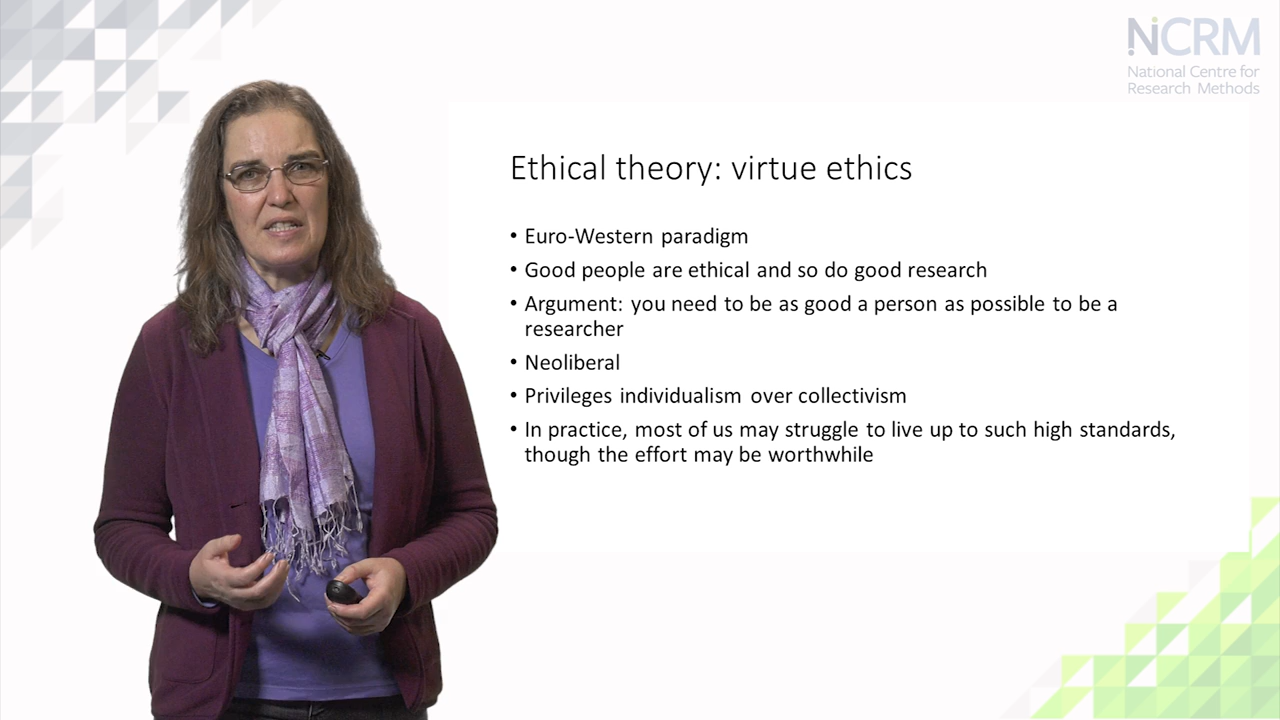 NCRM
National Centre for
Research Methods
Ethical theory: virtue ethics
• Euro-Western paradigm
• Good people are ethical and so do good research
• Argument: you need to be as good a person as possible to be a
researcher
• Neoliberal
• Privileges individualism over collectivism
• In practice, most of us may struggle to live up to such high standards,
though the effort may be worthwhile